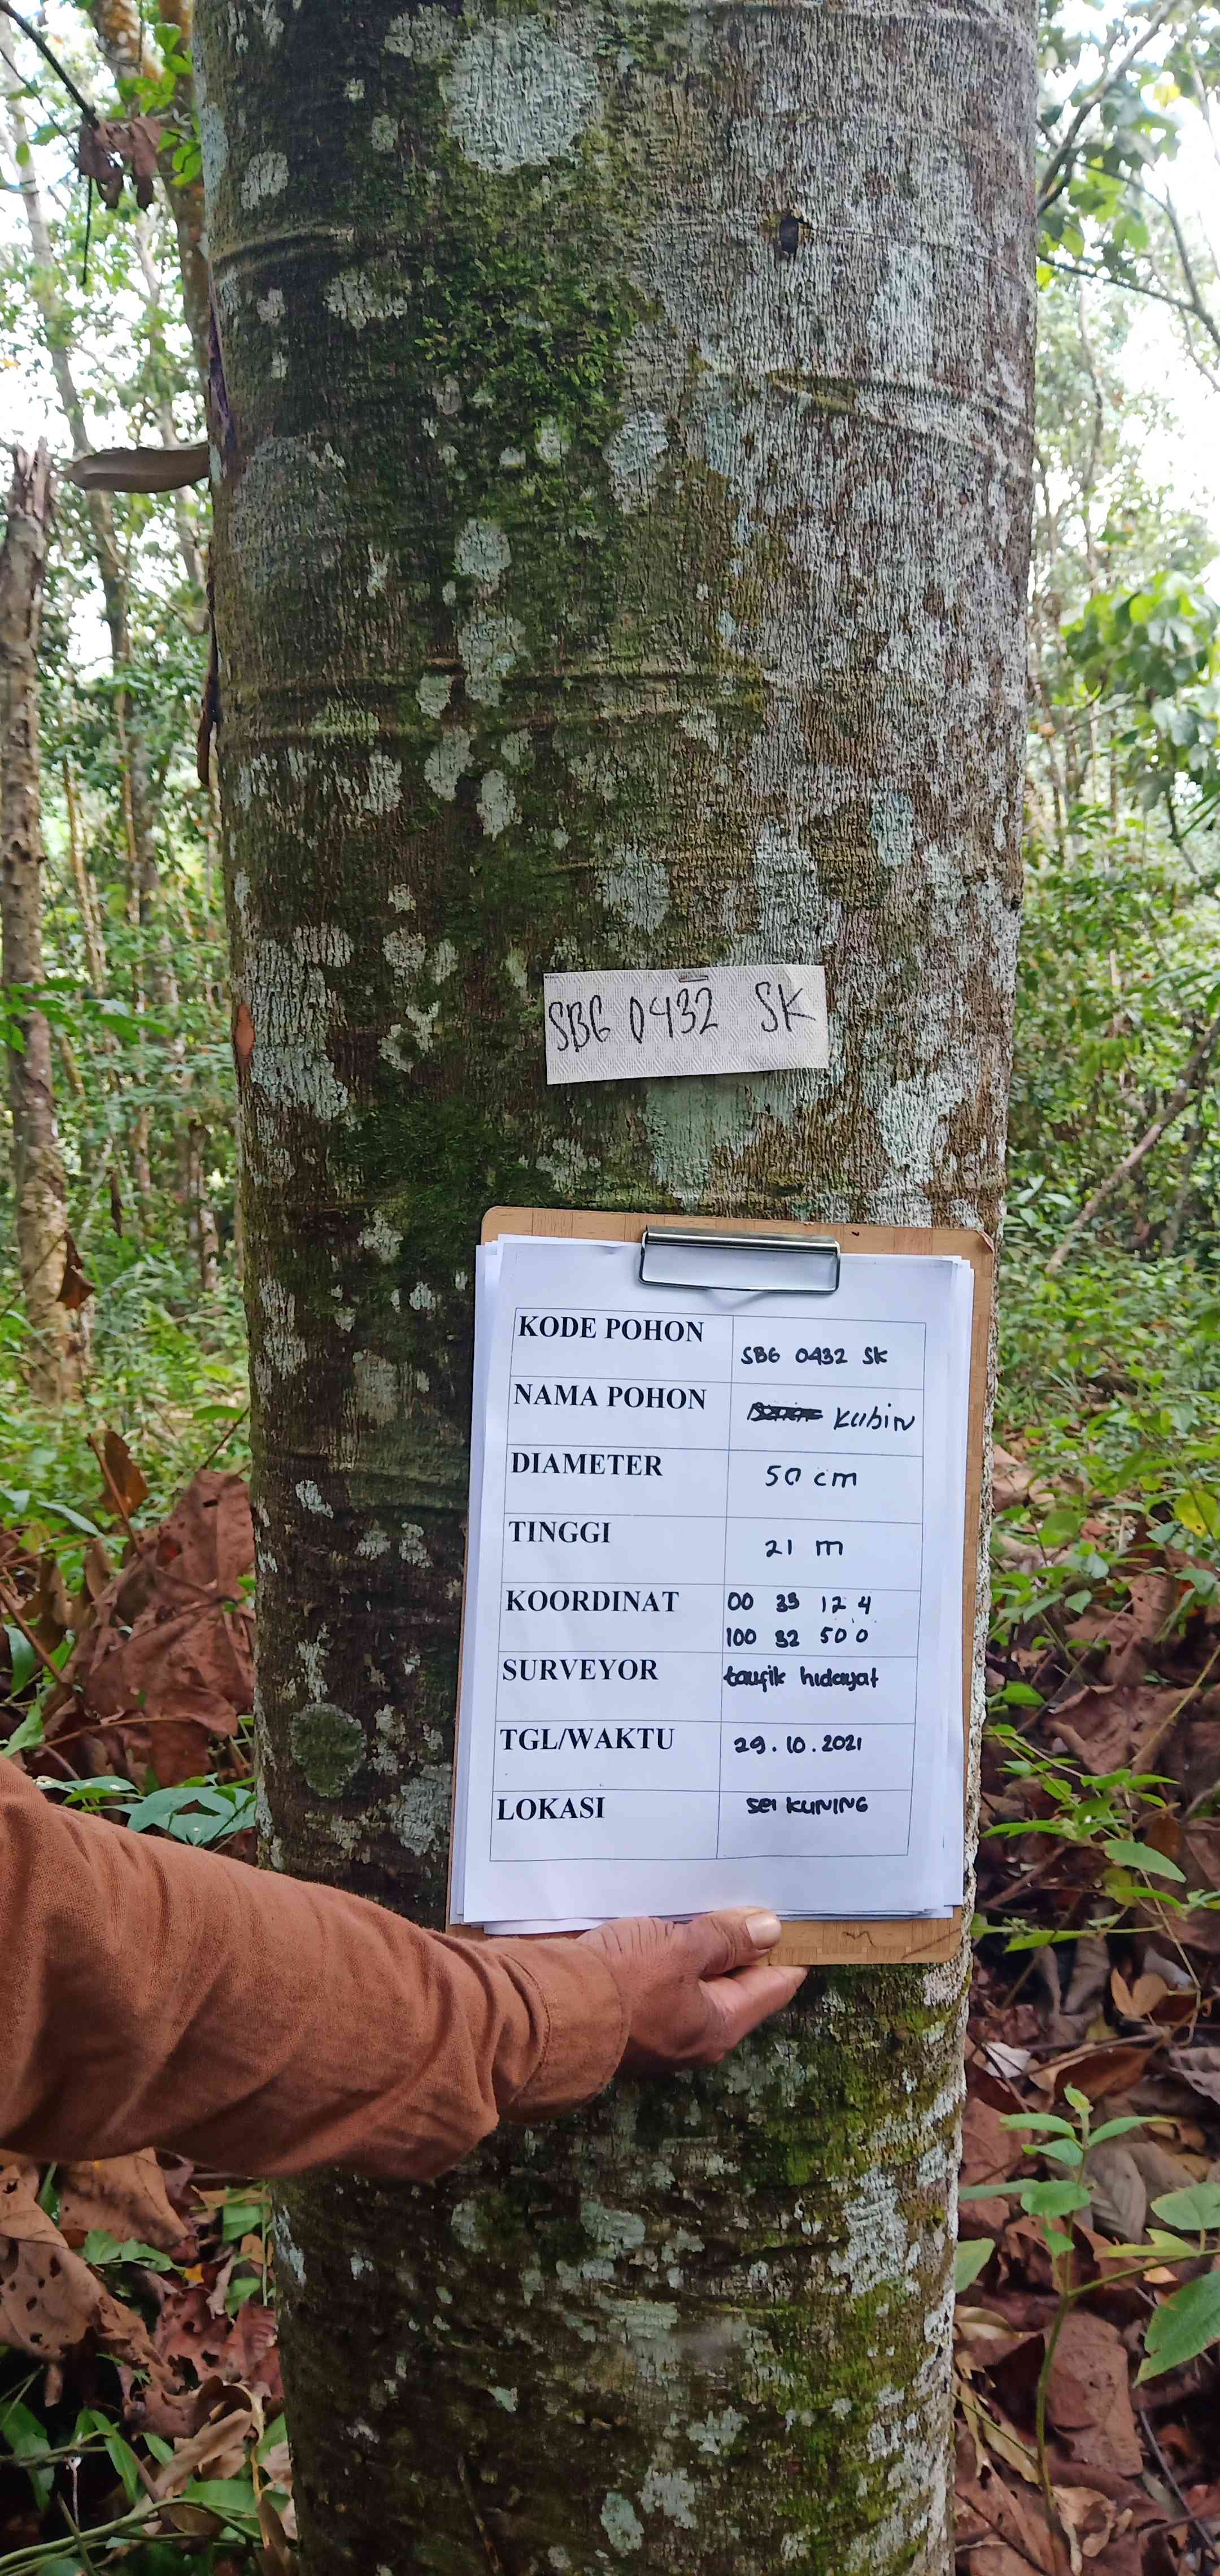 SBG 0432 SK
KODE POHON SBG 0432 SK
NAMA POHON Kubin
DIAMETER 50 cm
TINGGI 21 m
KOORDINAT 00 33 12 4
100 32 50 0
SURVEYOR taufik hidayat
TGL/WAKTU 29.10.2021
LOKASI Sei KUNING